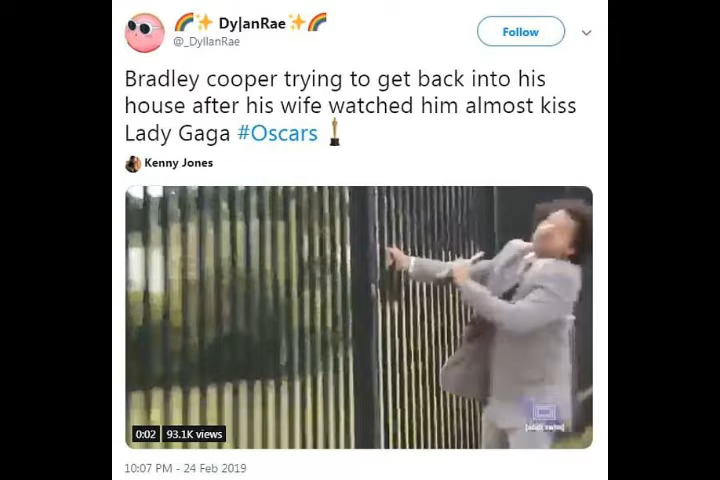 🌈✨ Dy|anRae ✨🌈
@_DyllanRae
Follow
Bradley cooper trying to get back into his
house after his wife watched him almost kiss
Lady Gaga #Oscars
Kenny Jones
[adult swim]
0:02 93.1K views
10:07 PM - 24 Feb 2019